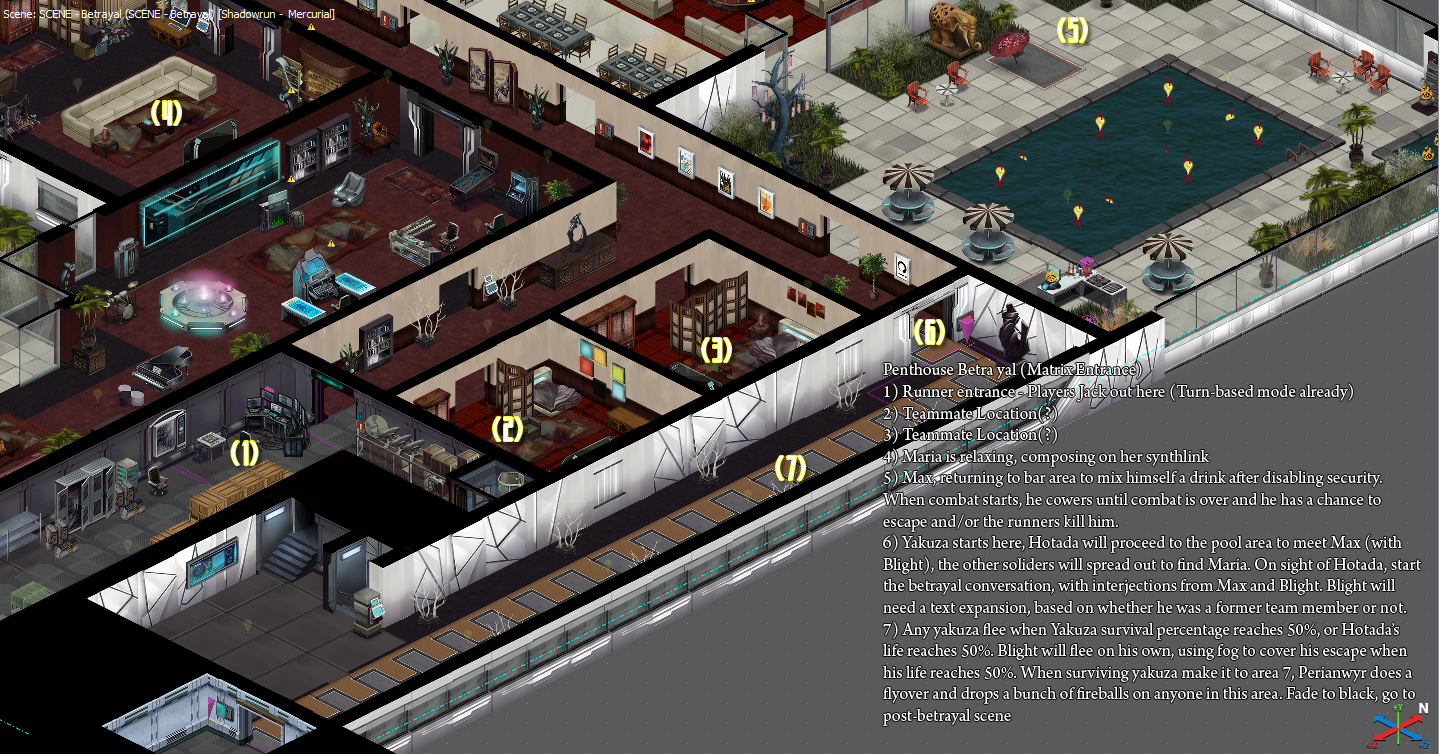 Scene: SCENE - Betrayal (SCENE - Betrayal) [Shadowrun - Mercurial]
(5)
(4)
(6)
(3)
Penthouse Betrayal (Matrix Entrance)
1) Runner entrance - Players Jack out here (Turn-based mode already)
2) Teammate Location(?)
(2)
3) Teammate Location(?)
(1)
4) Maria is relaxing, composing on her synthlink
(7)
5) Max, returning to bar area to mix himself a drink after disabling security.
When combat starts, he cowers until combat is over and he has a chance to
escape and/or the runners kill him.
6) Yakuza starts here, Hotada will proceed to the pool area to meet Max (with
Blight), the other soliders will spread out to find Maria. On sight of Hotada, start
the betrayal conversation, with interjections from Max and Blight. Blight will
need a text expansion, based on whether he was a former team member or not.
7) Any yakuza flee when Yakuza survival percentage reaches 50%, or Hotada's
life reaches 50%. Blight will flee on his own, using fog to cover his escape when
his life reaches 50%. When surviving yakuza make it to area 7, Perianwyr does a
flyover and drops a bunch of fireballs on anyone in this area. Fade to black, go to
post-betrayal scene
N
+Y
+X
+Z